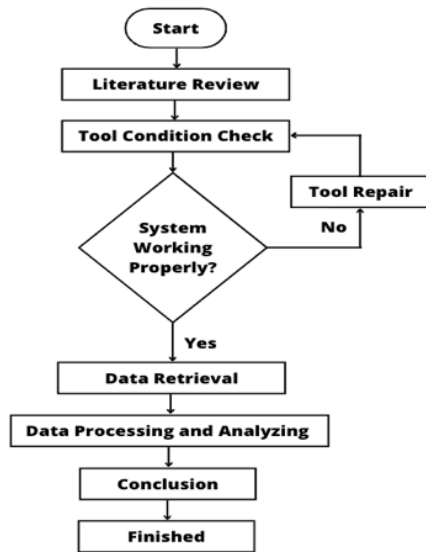 Start
Literature Review
Tool Condition Check
Tool Repair
System
Working
Properly?
No
Yes
Data Retrieval
Data Processing and Analyzing
Conclusion
Finished